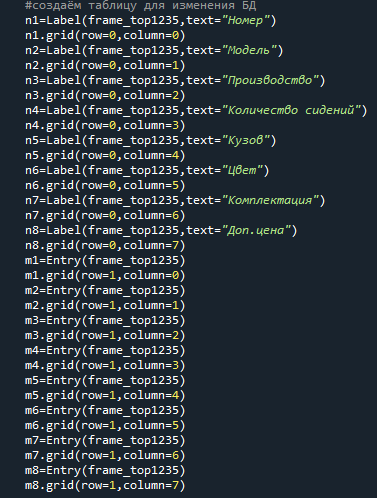 #создаём таблицу для изменения БД
n1=Label(frame_top1235,text="Номер")
n1.grid(row=0,column=0)
n2=Label(frame_top1235,text="Модель")
n2.grid(row=0,column=1)
n3=Label(frame_top1235,text="Производство")
n3.grid(row=0,column=2)
n4=Label(frame_top1235,text="Количество сидений")
n4.grid(row=0,column=3)
n5=Label(frame_top1235,text="Кузов")
n5.grid(row=0,column=4)
n6=Label(frame_top1235,text="Цвет")
n6.grid(row=0,column=5)
n7=Label(frame_top1235,text="Комплектация")
n7.grid(row=0,column=6)
n8=Label(frame_top1235,text="Доп.цена")
n8.grid(row=0,column=7)
m1=Entry(frame_top1235)
m1.grid(row=1,column=0)
m2=Entry(frame_top1235)
m2.grid(row=1,column=1)
m3=Entry(frame_top1235)
m3.grid(row=1,column=2)
m4=Entry(frame_top1235)
m4.grid(row=1,column=3)
m5=Entry(frame_top1235)
m5.grid(row=1,column=4)
m6=Entry(frame_top1235)
m6.grid(row=1,column=5)
m7=Entry(frame_top1235)
m7.grid(row=1,column=6)
m8=Entry(frame_top1235)
m8.grid(row=1,column=7)